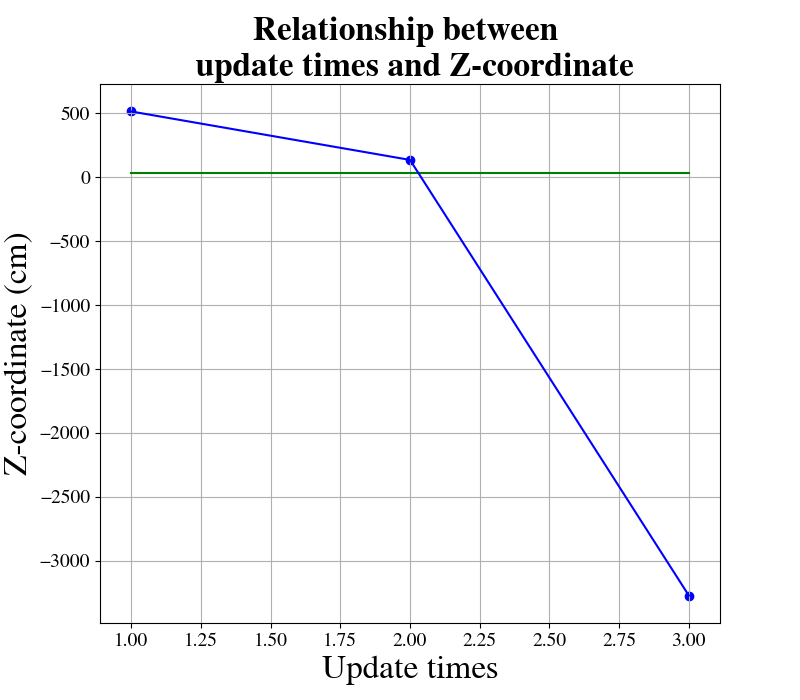 Relationship between
update times and Z-coordinate
Z-coordinate (cm)
500
0
−500
−1000
−1500
−2000
−2500
−3000
1.00 1.25 1.50 1.75 2.00 2.25 2.50 2.75 3.00
Update times